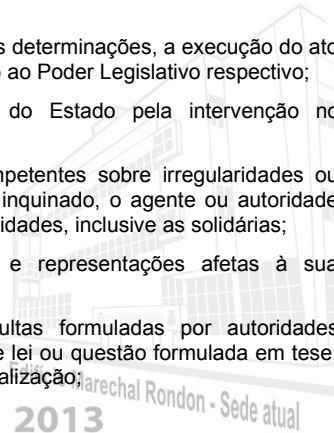 s determinações, a execução do ato
o ao Poder Legislativo respectivo;
do Estado pela intervenção no
mpetentes sobre irregularidades ou
inquinado, o agente ou autoridade
idades, inclusive as solidárias;
e representações afetas à sua
ultas formuladas por autoridades
e lei ou questão formulada em tese
alização;
Edifício Marechal Rondon - Sede atual
2013